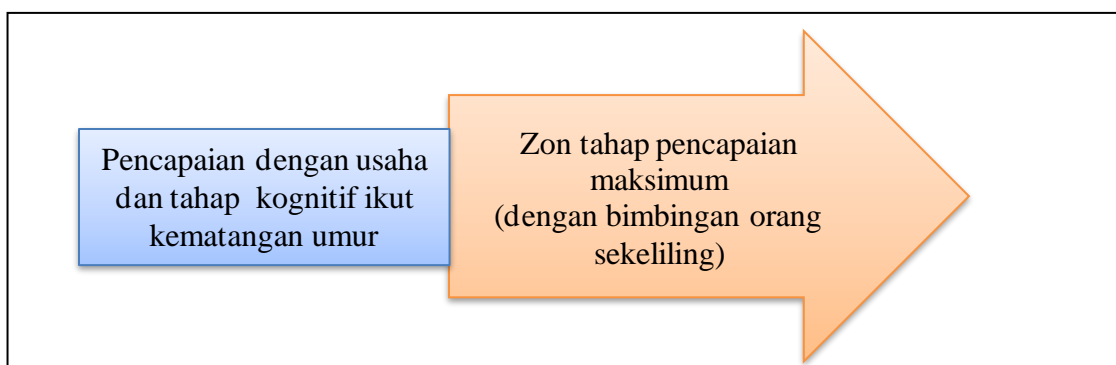 Pencapaian dengan usaha
dan tahap kognitif ikut
kematangan umur
Zon tahap pencapaian
maksimum
(dengan bimbingan orang
sekeliling)